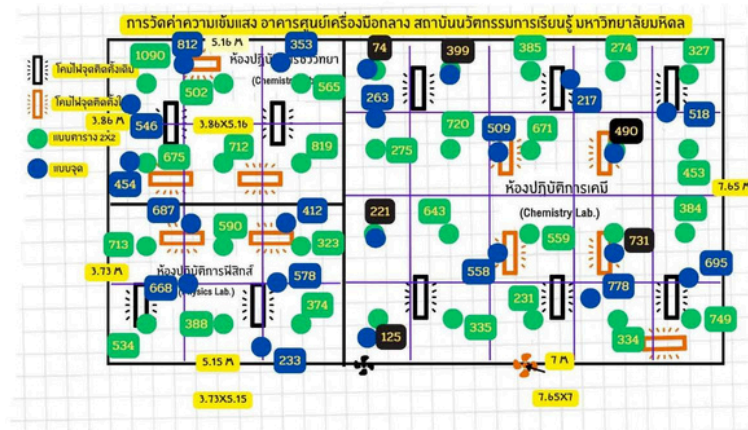 การวัดค่าความเข้มแสง อาคารศูนย์เครื่องมือกลาง สถาบันนวัตกรรมการเรียนรู้ มหาวิทยาลัยมหิดล
812 5.16 M 353 74 399 385 274 327
1090
ห้องปฏิบัติการชีววิทยา
โคมไฟจุดติดตั้งเดิม
502 565
263 217
โคมไฟจุดติดตั้ง
518
3.86 M 546 3.86X5.16
720 509 671 490
แบบตาราง 2X2
675 712 819 275
453
แบบจุด
454
ห้องปฏิบัติการเคมี
7.65 M
687 412 221 643
(Chemistry Lab.)
384
713 590 323
559 731
3.73 M
ห้องปฏิบัติการฟิสิกส์
558
695
668 578
778
374 231
534 388 335 334 749
125
5.15 M 233
7 M
3.73X5.15 7.65X7